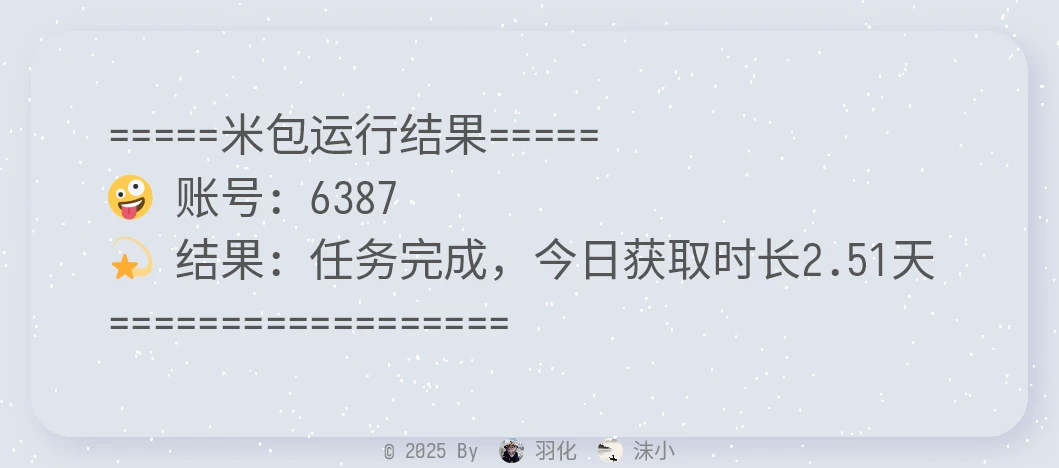 =====米包运行结果=====
🤪 账号：6387
💫 结果：任务完成，今日获取时长2.51天
==================
© 2025 By 羽化 沫小